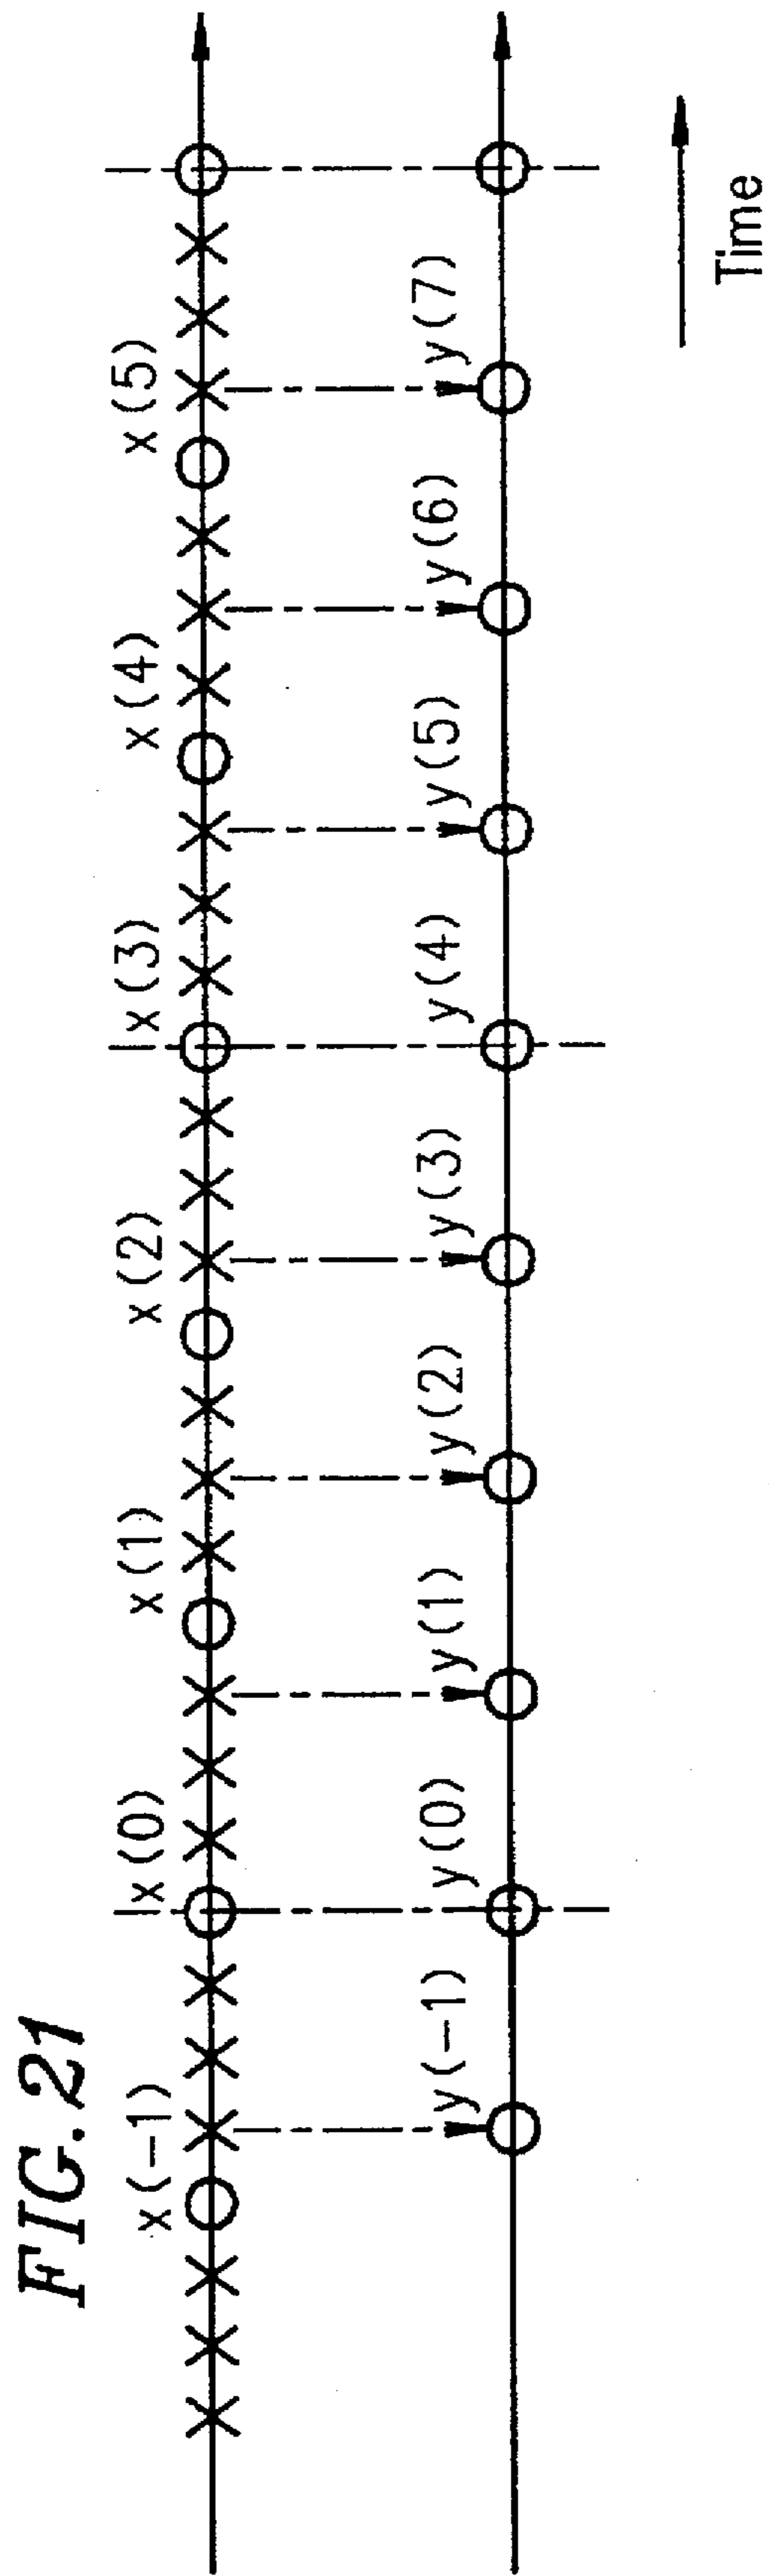 FIG. 21
x(-1) x(0) x(1) x(2) x(3) x(4) x(5)
y(-1) y(0) y(1) y(2) y(3) y(4) y(5) y(6) y(7)
Time